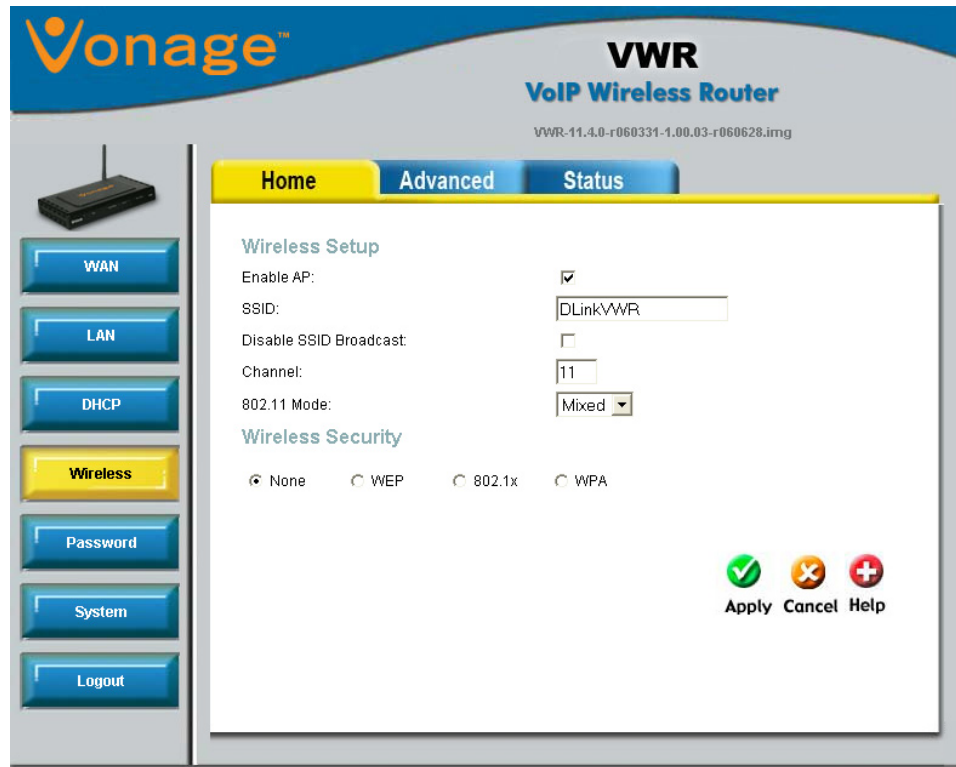 Vonage™
VWR
VoIP Wireless Router
VWR-11.4.0-r060331-1.00.03-r060628.img
Home Advanced Status
WAN
LAN
DHCP
Wireless
Password
System
Logout
Wireless Setup
Enable AP:
SSID: DLinkVWR
Disable SSID Broadcast:
Channel: 11
802.11 Mode: Mixed
Wireless Security
None WEP 802.1x WPA
Apply Cancel Help